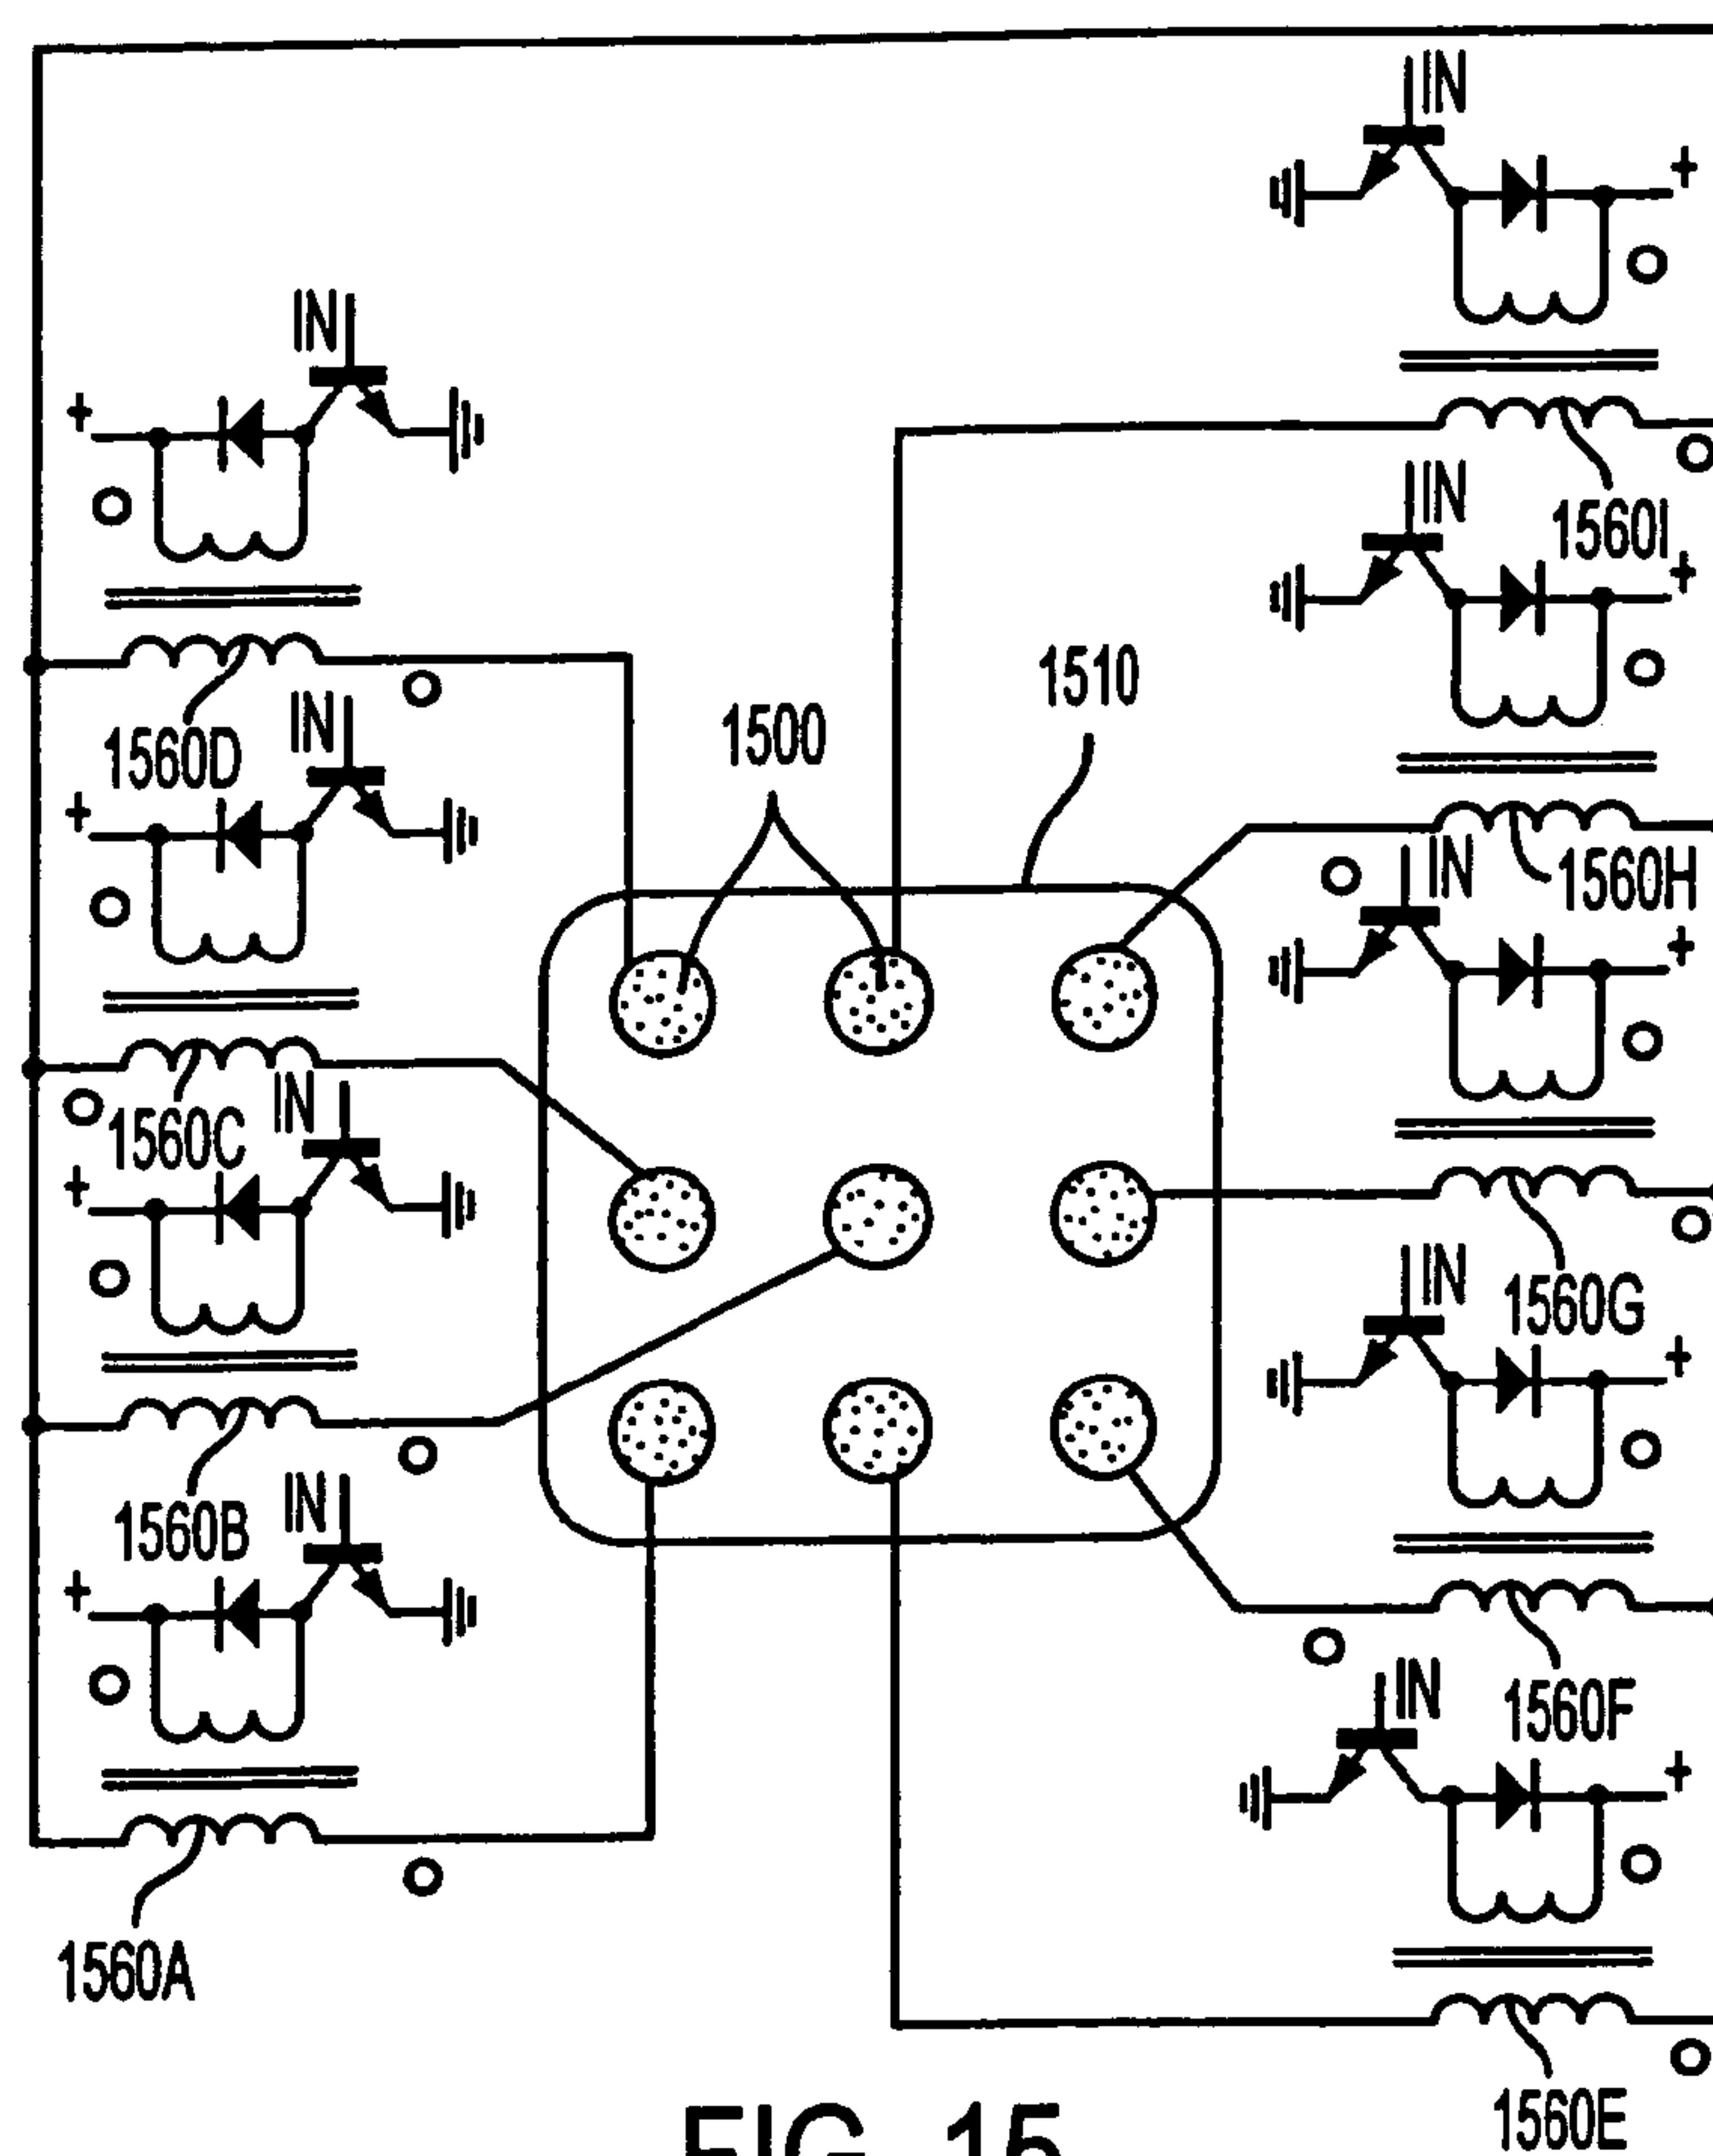 IN
+
IN
+
1560I
IN
+
1510
1500
1560D
IN
+
IN
+
1560H
IN
+
1560C
IN
+
1560G
IN
+
1560B
IN
+
1560F
IN
+
1560A
1560E
FIG. 15